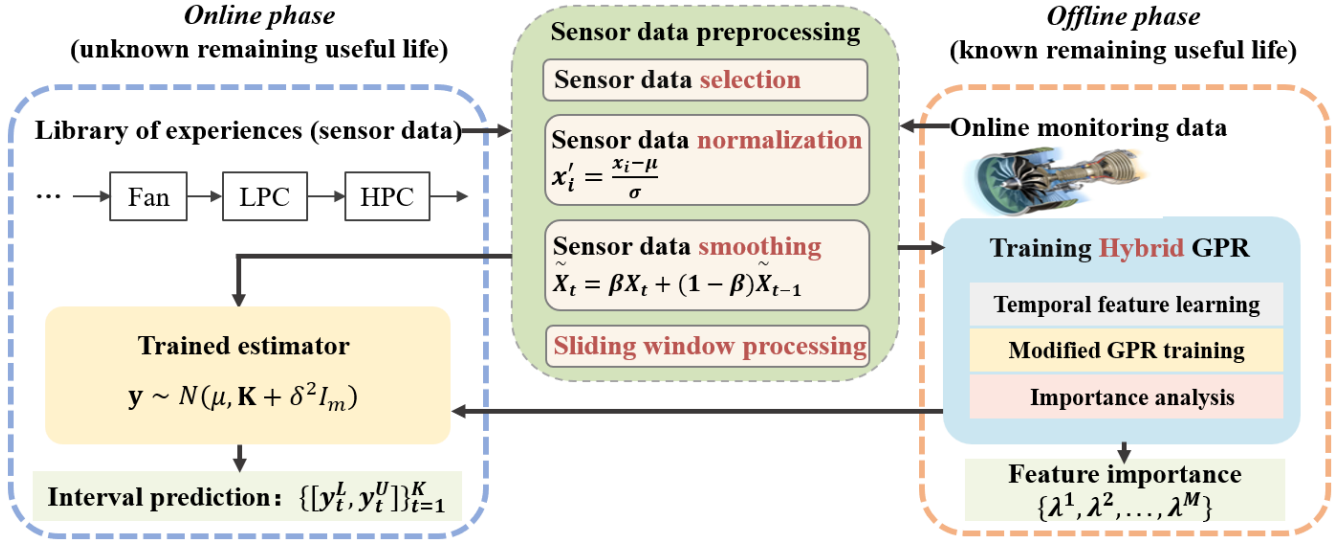 Online phase
(unknown remaining useful life)
Library of experiences (sensor data)
...
Fan
LPC
HPC
Trained estimator
y ~ N(μ, K + δ²I_m)
Interval prediction: {[y_t^L, y_t^U]}_{t=1}^K
Sensor data preprocessing
Sensor data selection
Sensor data normalization
x_i' = (x_i − μ)/σ
Sensor data smoothing
X̃_t = βX_t + (1 − β)X̃_{t−1}
Sliding window processing
Offline phase
(known remaining useful life)
Online monitoring data
Training Hybrid GPR
Temporal feature learning
Modified GPR training
Importance analysis
Feature importance
{λ¹, λ², . . . , λ^M}